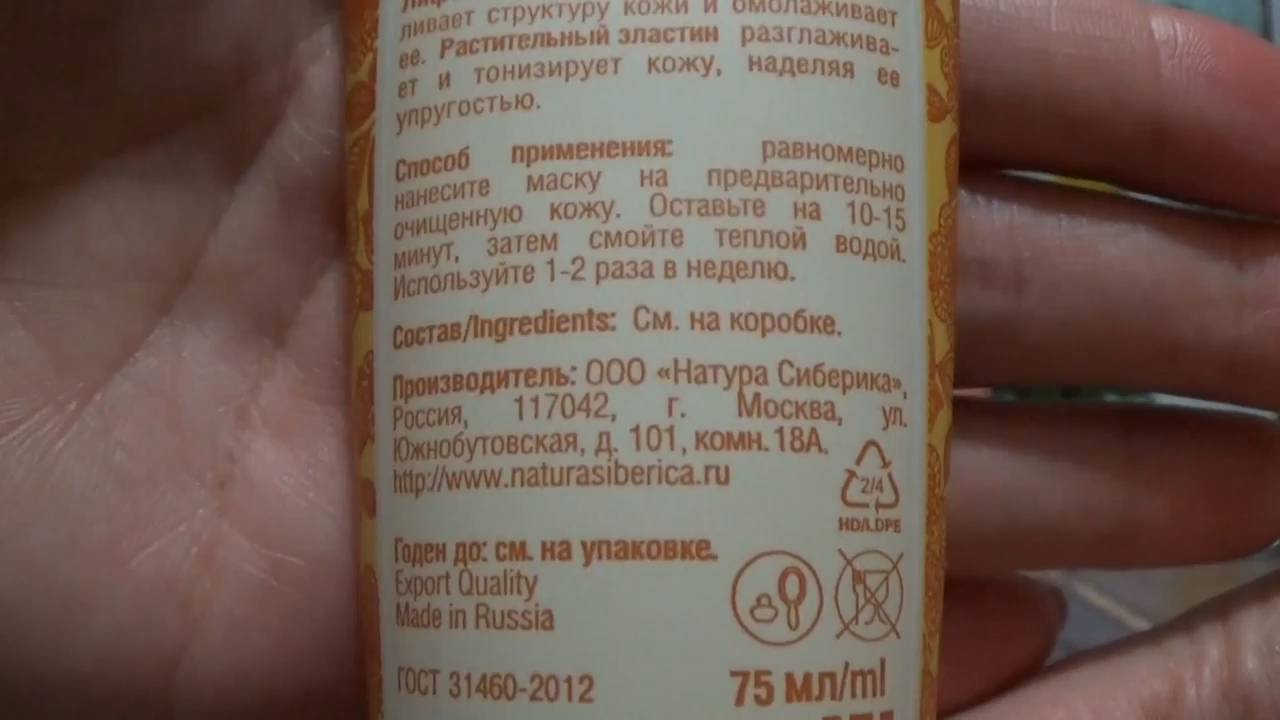 ливает структуру кожи и омолаживает
ее. Растительный эластин разглажива-
ет и тонизирует кожу, наделяя ее
упругостью.
Способ применения: равномерно
нанесите маску на предварительно
очищенную кожу. Оставьте на 10-15
минут, затем смойте теплой водой.
Используйте 1-2 раза в неделю.
Состав/Ingredients: См. на коробке.
Производитель: ООО «Натура Сиберика»,
Россия, 117042, г. Москва, ул.
Южнобутовская, д. 101, комн. 18А.
http://www.naturasiberica.ru
2/4
HD/LDPE
Годен до: см. на упаковке.
Export Quality
Made in Russia
ГОСТ 31460-2012
75 мл/ml